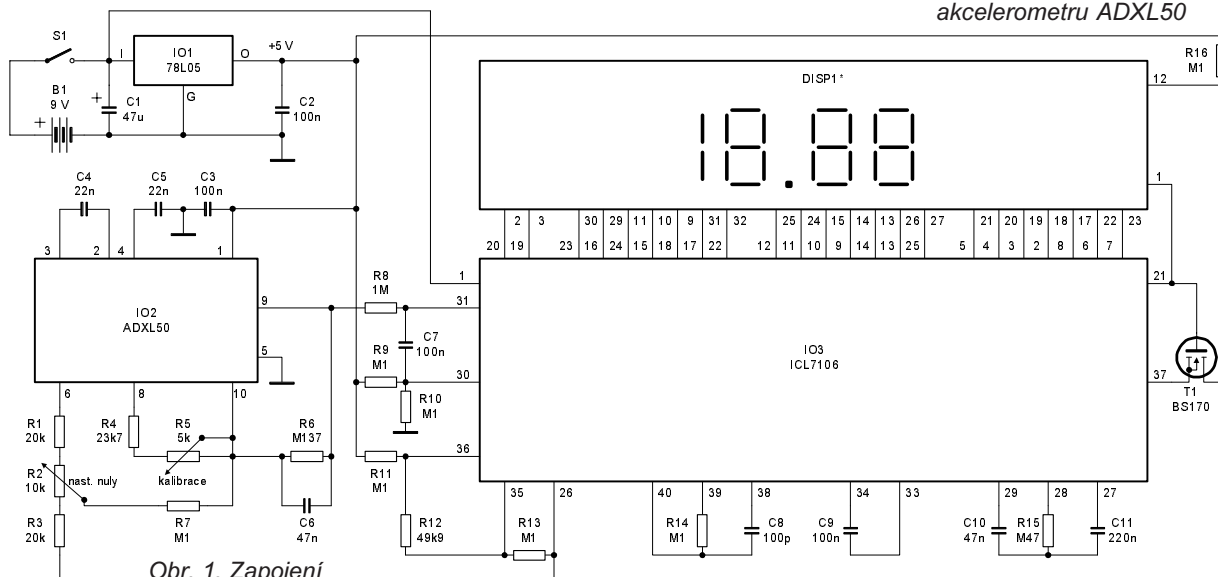 akcelerometru ADXL50
S1
I
IO1
78L05
O
+5 V
G
B1
9 V
+
+
C1
47u
C2
100n
DISP1*
18.88
12
R16
M1
1
C4
22n
C5
22n
C3
100n
3 2 4 1
IO2
ADXL50
9
5
6 8 10
2 3 30 29 11 10 9 31 32 25 24 15 14 13 26 27 21 20 19 18 17 22 23
20 19 23 16 24 15 18 17 22 12 11 10 9 14 13 25 5 4 3 2 8 6 7
1
31
30
36
21
37
IO3
ICL7106
T1
BS170
R8
1M
C7
100n
R9
M1
R10
M1
R11
M1
R1
20k
R4
23k7
R5
5k
R6
M137
R2
10k
nast. nuly
kalibrace
R3
20k
R7
M1
C6
47n
35 26 40 39 38 34 33 29 28 27
R12
49k9
R13
M1
R14
M1
C8
100p
C9
100n
C10
47n
R15
M47
C11
220n
Obr. 1. Zapojení